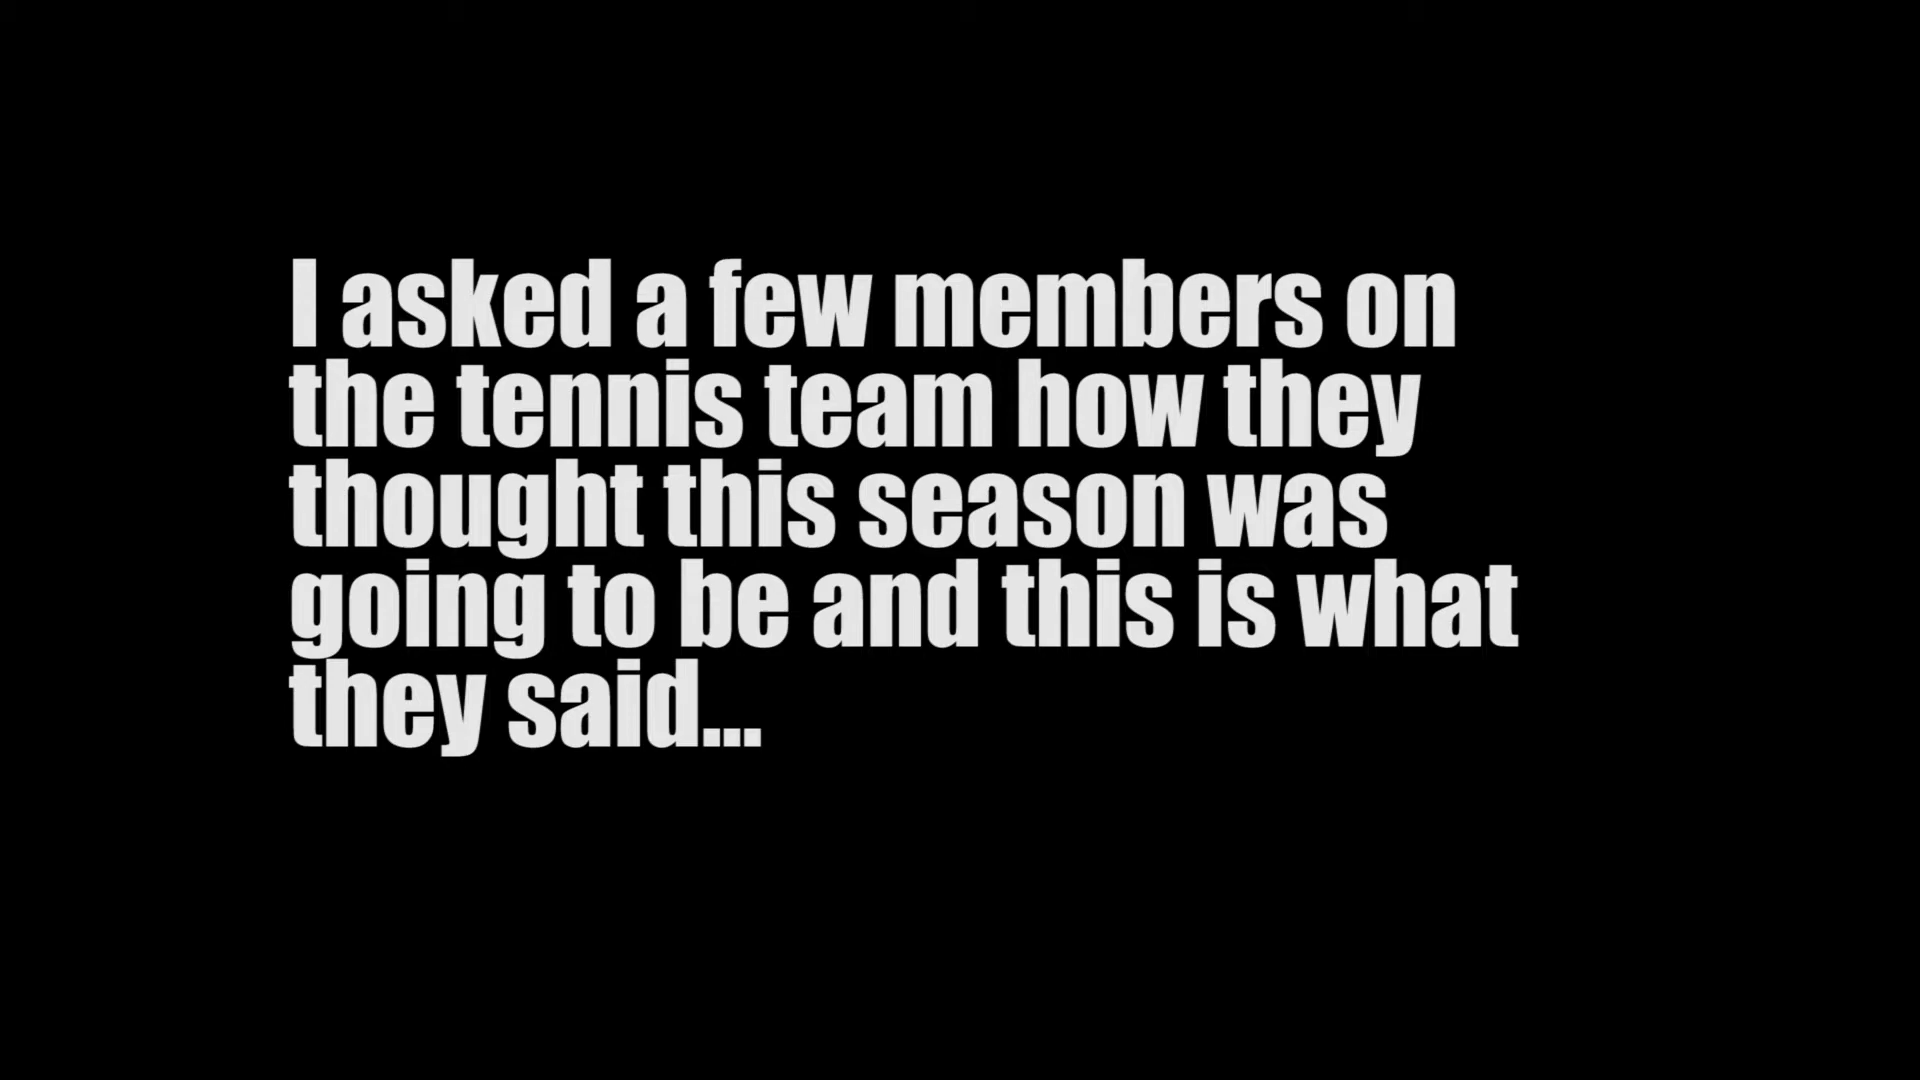 I asked a few members on
the tennis team how they
thought this season was
going to be and this is what
they said...